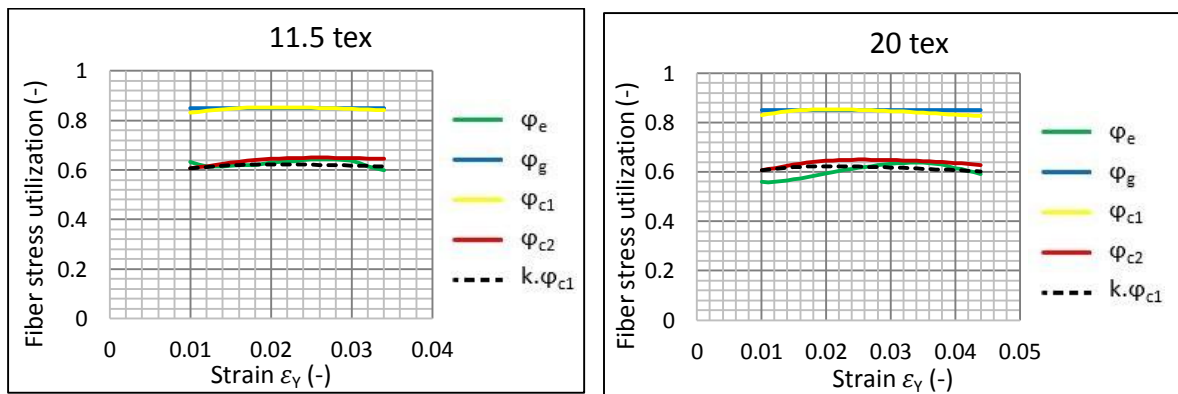 11.5 tex
Fiber stress utilization (-)
1
0.8
0.6
0.4
0.2
0
0 0.01 0.02 0.03 0.04
Strain εY (-)
φe
φg
φc1
φc2
k.φc1
20 tex
Fiber stress utilization (-)
1
0.8
0.6
0.4
0.2
0
0 0.01 0.02 0.03 0.04 0.05
Strain εY (-)
φe
φg
φc1
φc2
k.φc1